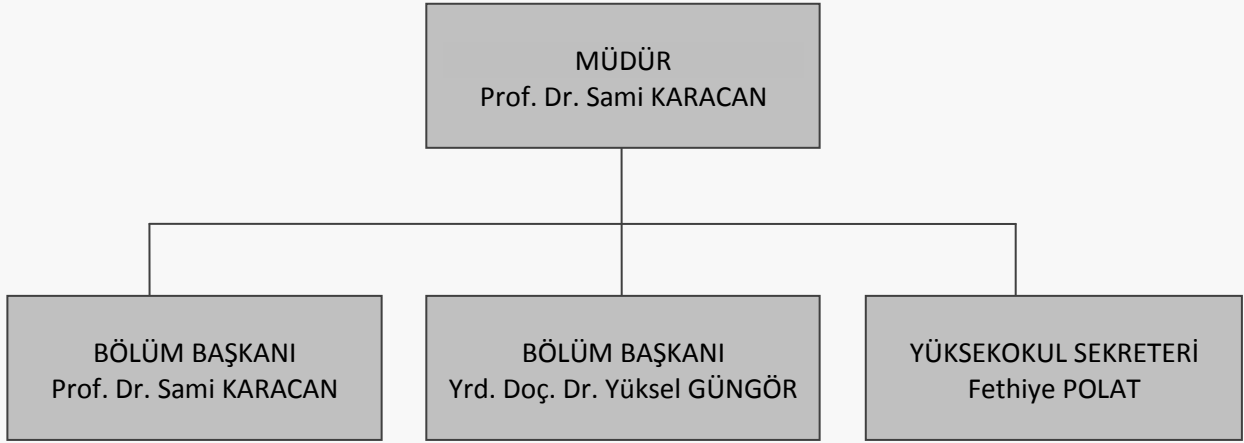 MÜDÜR
Prof. Dr. Sami KARACAN
BÖLÜM BAŞKANI
Prof. Dr. Sami KARACAN
BÖLÜM BAŞKANI
Yrd. Doç. Dr. Yüksel GÜNGÖR
YÜKSEKOKUL SEKRETERİ
Fethiye POLAT